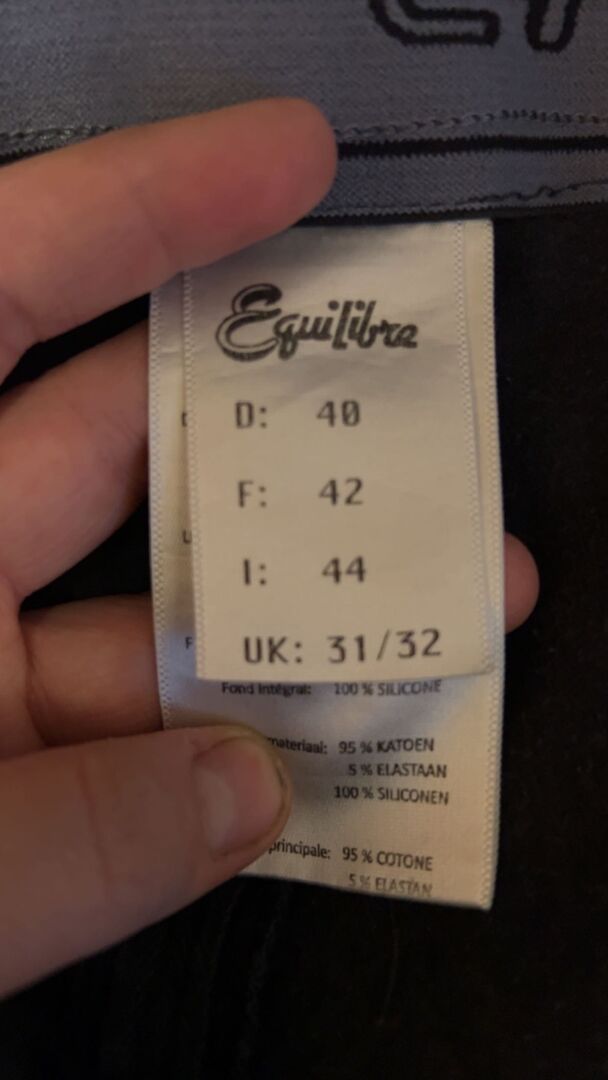 Equilibre
D: 40
F: 42
I: 44
UK: 31/32
Fond Intégral: 100 % SILICONE
materiaal: 95 % KATOEN
5 % ELASTAAN
100 % SILICONEN
principale: 95 % COTONE
5 % ELASTAN